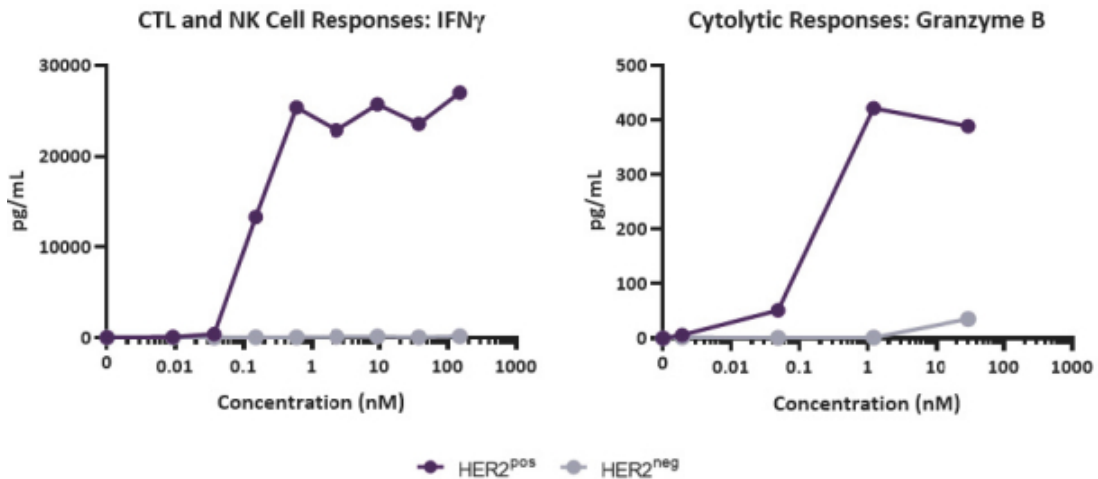 CTL and NK Cell Responses: IFNγ
30000
20000
10000
0
pg/mL
0 0.01 0.1 1 10 100 1000
Concentration (nM)
Cytolytic Responses: Granzyme B
500
400
300
200
100
0
pg/mL
0 0.01 0.1 1 10 100 1000
Concentration (nM)
HER2pos HER2neg